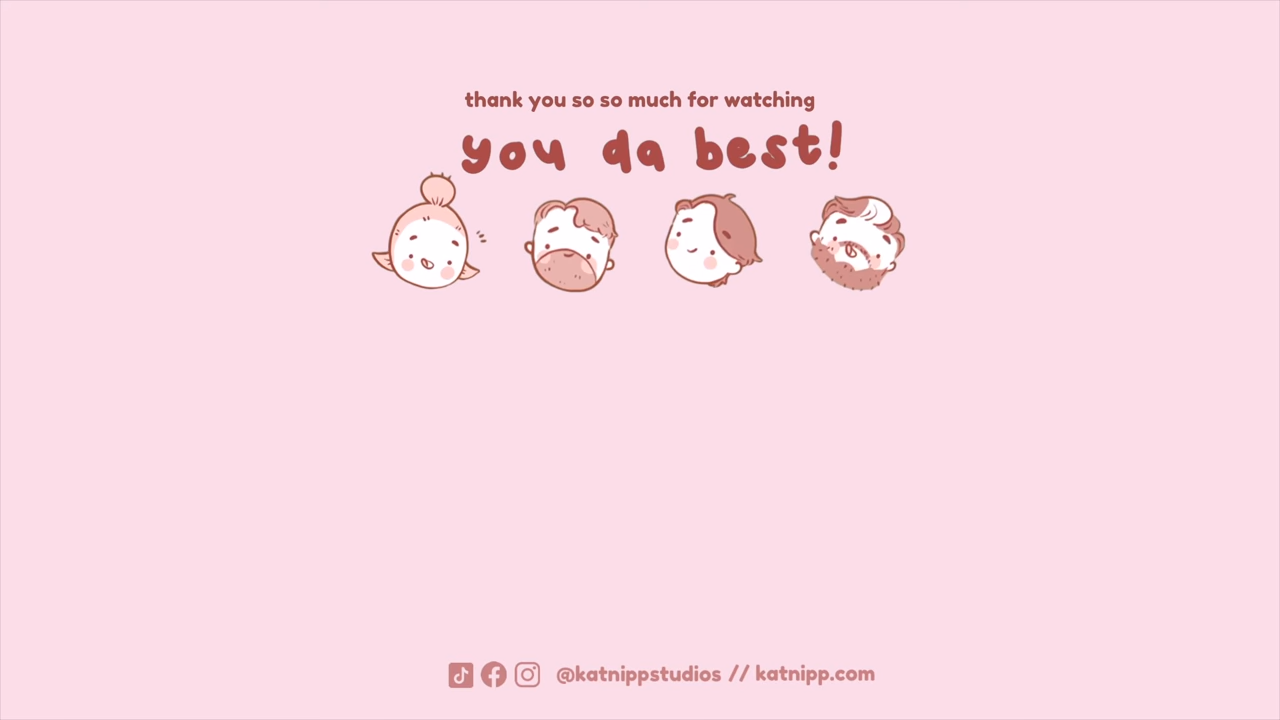 thank you so so much for watching
you da best!
@katnippstudios // katnipp.com